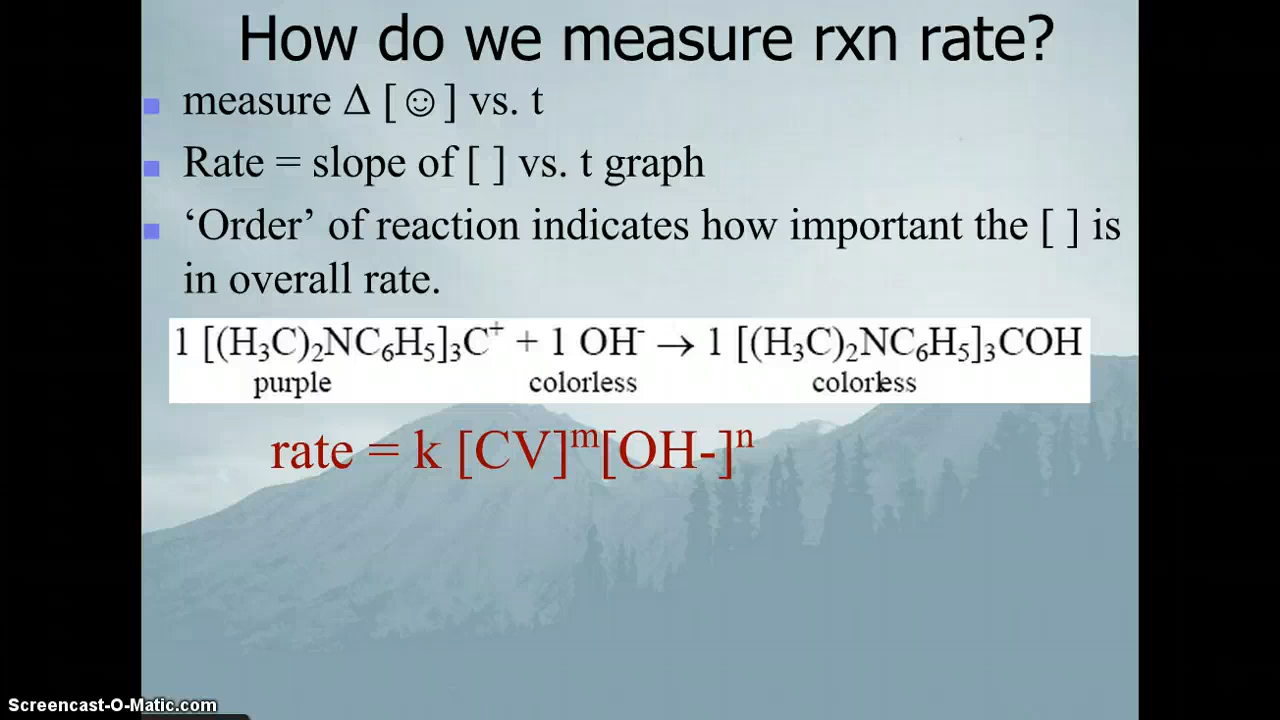 How do we measure rxn rate?
measure Δ [☺] vs. t
Rate = slope of [ ] vs. t graph
‘Order’ of reaction indicates how important the [ ] is
in overall rate.
1 [(H₃C)₂NC₆H₅]₃C⁺ + 1 OH⁻ → 1 [(H₃C)₂NC₆H₅]₃COH
purple colorless colorless
rate = k [CV]ᵐ[OH-]ⁿ
Screencast-O-Matic.com